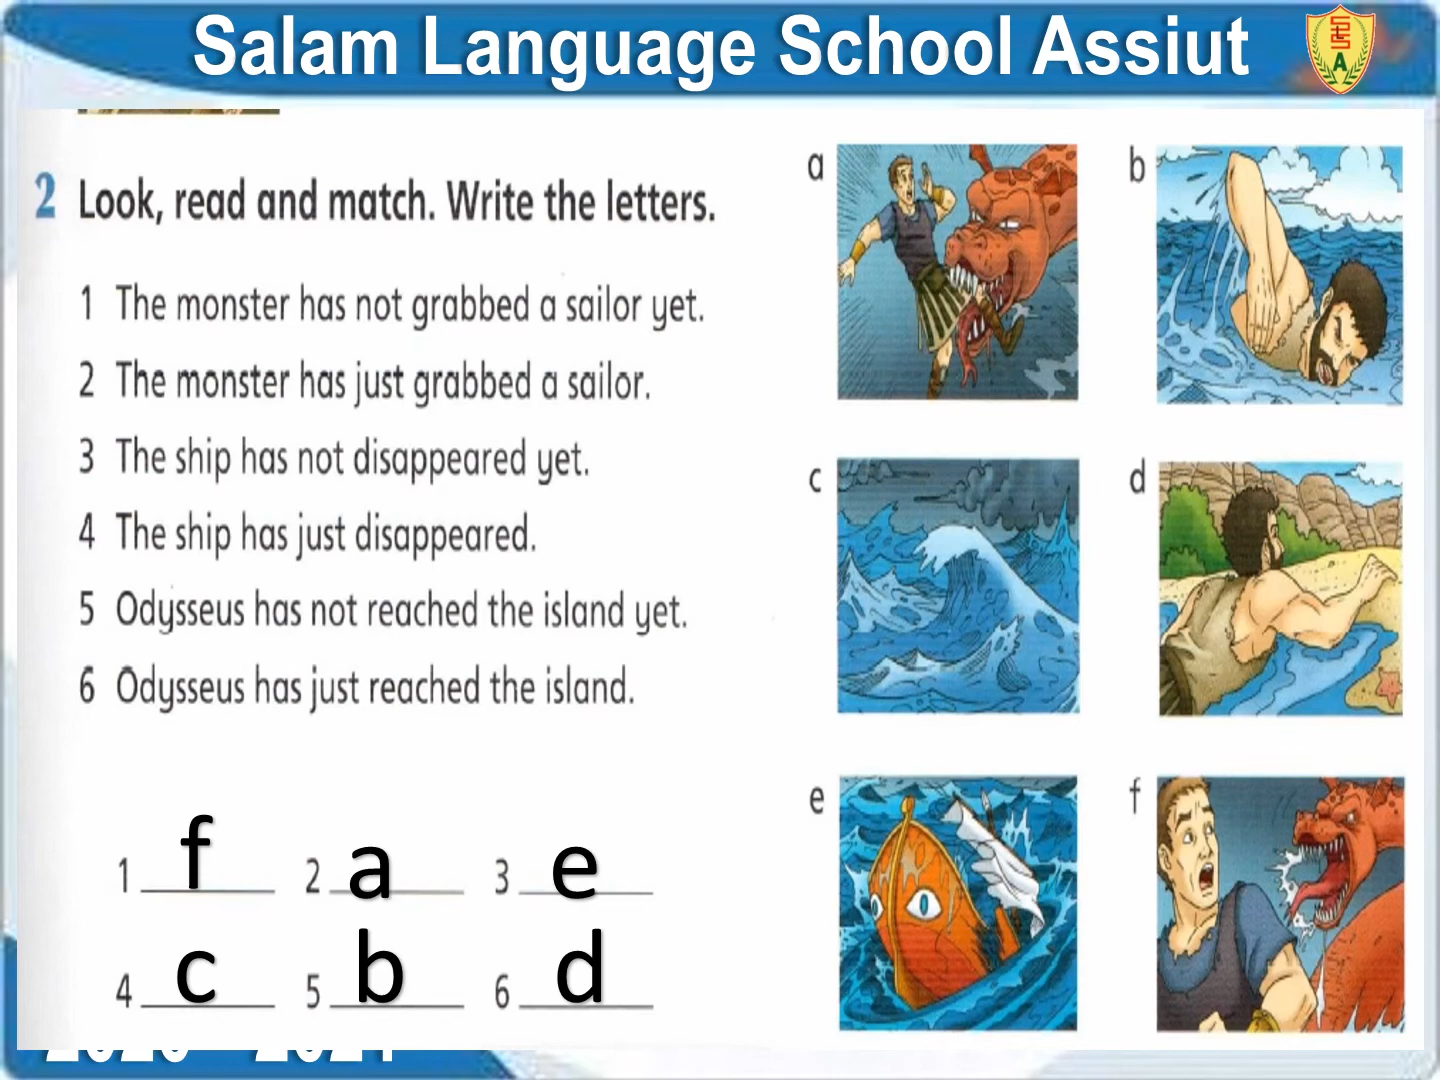 Salam Language School Assiut
2 Look, read and match. Write the letters.
1 The monster has not grabbed a sailor yet.
2 The monster has just grabbed a sailor.
3 The ship has not disappeared yet.
4 The ship has just disappeared.
5 Odysseus has not reached the island yet.
6 Odysseus has just reached the island.
1 f 2 a 3 e
4 c 5 b 6 d
a b
c d
e f